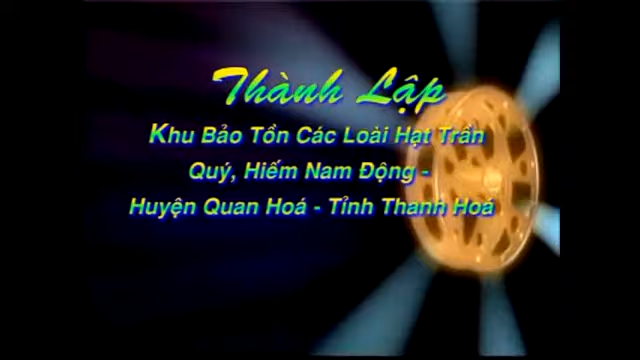 Thành Lập
Khu Bảo Tồn Các Loài Hạt Trần
Quý, Hiếm Nam Động -
Huyện Quan Hoá - Tỉnh Thanh Hoá